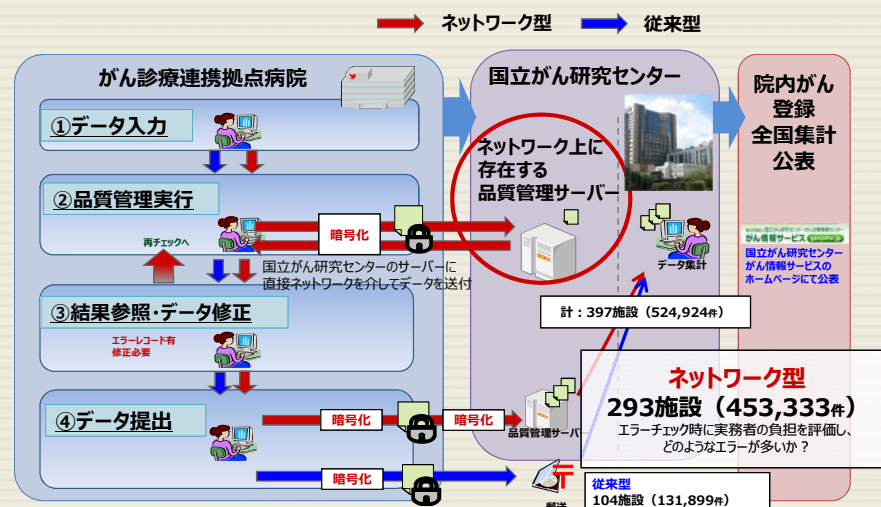 ネットワーク型
従来型
がん診療連携拠点病院
①データ入力
②品質管理実行
再チェックへ
暗号化
国立がん研究センターのサーバーに
直接ネットワークを介してデータを送付
③結果参照・データ修正
エラーレコード有
修正必要
④データ提出
暗号化
暗号化
暗号化
国立がん研究センター
ネットワーク上に
存在する
品質管理サーバー
データ集計
計：397施設（524,924件）
品質管理サーバー
郵送
ネットワーク型
293施設（453,333件）
エラーチェック時に実務者の負担を評価し、
どのようなエラーが多いか？
従来型
104施設（131,899件）
院内がん
登録
全国集計
公表
がん情報サービス
国立がん研究センター
がん情報サービスの
ホームページにて公表